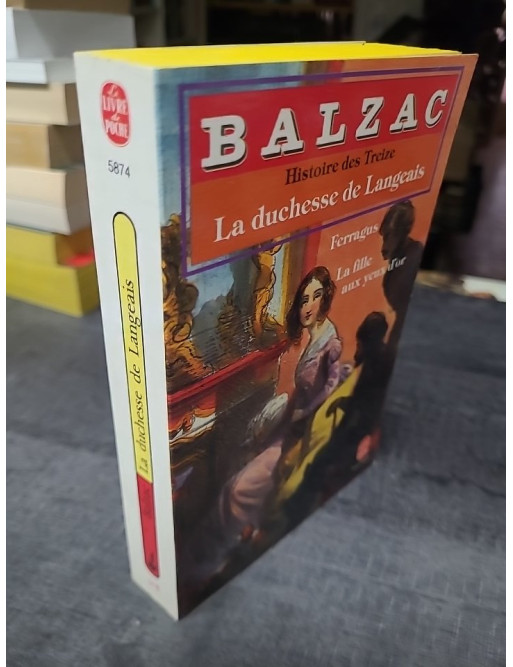 Le
LIVRE
de
POCHE
5874
La duchesse de Langeais
BALZAC
Histoire des Treize
La duchesse de Langeais
Ferragus
La fille
aux yeux d'or